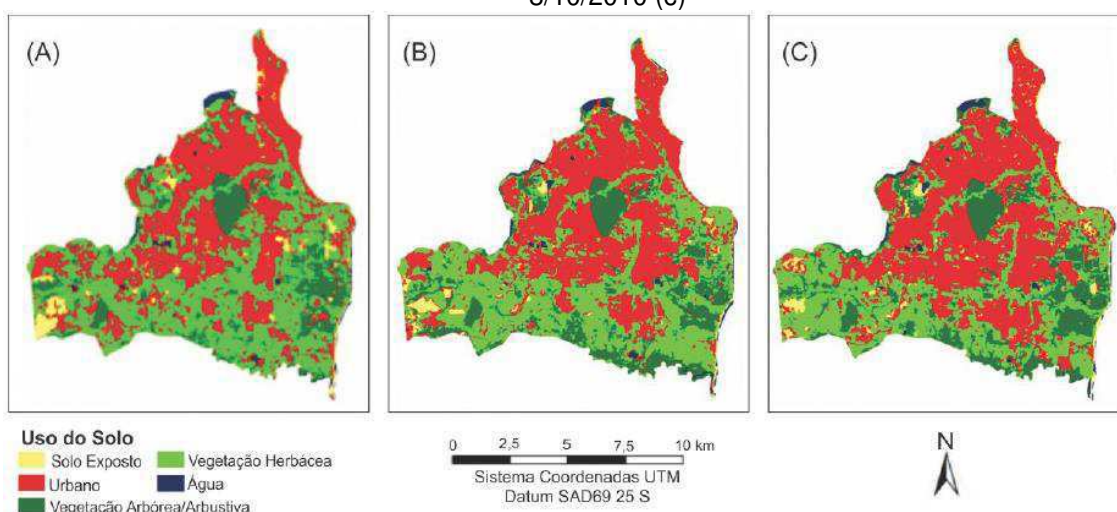 (A)
(B)
(C)
Uso do Solo
Solo Exposto
Vegetação Herbácea
Urbano
Água
Vegetação Arbórea/Arbustiva
0 2,5 5 7,5 10 km
Sistema Coordenadas UTM
Datum SAD69 25 S
N